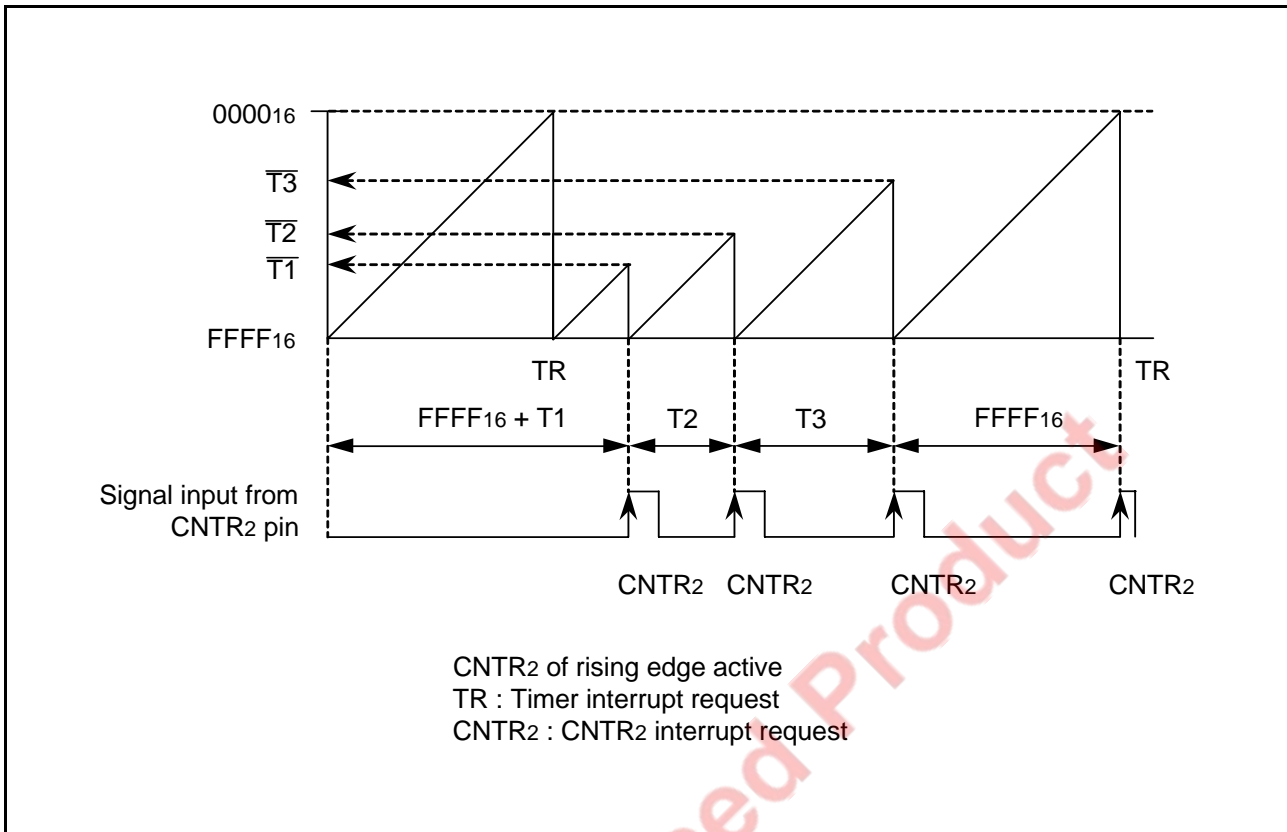 000016
T3
T2
T1
FFFF16
TR
TR
FFFF16 + T1
T2
T3
FFFF16
Signal input from
CNTR2 pin
CNTR2
CNTR2
CNTR2
CNTR2
CNTR2 of rising edge active
TR : Timer interrupt request
CNTR2 : CNTR2 interrupt request
Product